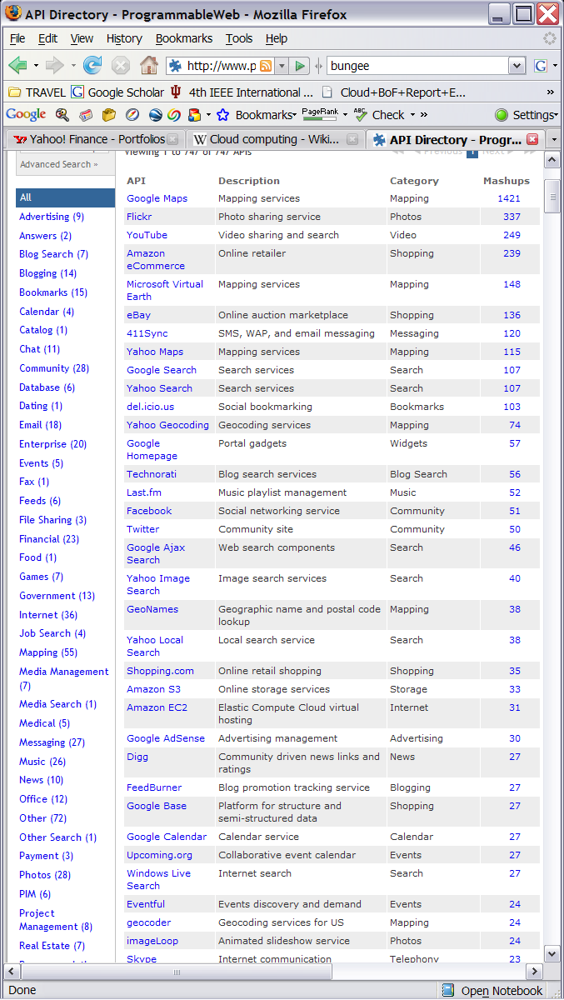 API Directory - ProgrammableWeb - Mozilla Firefox
File Edit View History Bookmarks Tools Help
http://www.p bungee G
TRAVEL Google Scholar 4th IEEE International ... Cloud+BoF+Report+E... »
Google Bookmarks PageRank Check » Settings
Yahoo! Finance - Portfolios Cloud computing - Wiki... API Directory - Progr...
Viewing 1 to 747 of 747 APIs Previous 1 Next
Advanced Search »
All
Advertising (9)
Answers (2)
Blog Search (7)
Blogging (14)
Bookmarks (15)
Calendar (4)
Catalog (1)
Chat (11)
Community (28)
Database (6)
Dating (1)
Email (18)
Enterprise (20)
Events (5)
Fax (1)
Feeds (6)
File Sharing (3)
Financial (23)
Food (1)
Games (7)
Government (13)
Internet (36)
Job Search (4)
Mapping (55)
Media Management
(7)
Media Search (1)
Medical (5)
Messaging (27)
Music (26)
News (10)
Office (12)
Other (72)
Other Search (1)
Payment (3)
Photos (28)
PIM (6)
Project
Management (8)
Real Estate (7)
API Description Category Mashups
Google Maps Mapping services Mapping 1421
Flickr Photo sharing service Photos 337
YouTube Video sharing and search Video 249
Amazon eCommerce Online retailer Shopping 239
Microsoft Virtual Earth Mapping services Mapping 148
eBay Online auction marketplace Shopping 136
411Sync SMS, WAP, and email messaging Messaging 120
Yahoo Maps Mapping services Mapping 115
Google Search Search services Search 107
Yahoo Search Search services Search 107
del.icio.us Social bookmarking Bookmarks 103
Yahoo Geocoding Geocoding services Mapping 74
Google Homepage Portal gadgets Widgets 57
Technorati Blog search services Blog Search 56
Last.fm Music playlist management Music 52
Facebook Social networking service Community 51
Twitter Community site Community 50
Google Ajax Search Web search components Search 46
Yahoo Image Search Image search services Search 40
GeoNames Geographic name and postal code lookup Mapping 38
Yahoo Local Search Local search service Search 38
Shopping.com Online retail shopping Shopping 35
Amazon S3 Online storage services Storage 33
Amazon EC2 Elastic Compute Cloud virtual hosting Internet 31
Google AdSense Advertising management Advertising 30
Digg Community driven news links and ratings News 27
FeedBurner Blog promotion tracking service Blogging 27
Google Base Platform for structure and semi-structured data Shopping 27
Google Calendar Calendar service Calendar 27
Upcoming.org Collaborative event calendar Events 27
Windows Live Search Internet search Search 27
Eventful Events discovery and demand Events 24
geocoder Geocoding services for US Mapping 24
imageLoop Animated slideshow service Photos 24
Skype Internet communication Telephony 23
Done Open Notebook